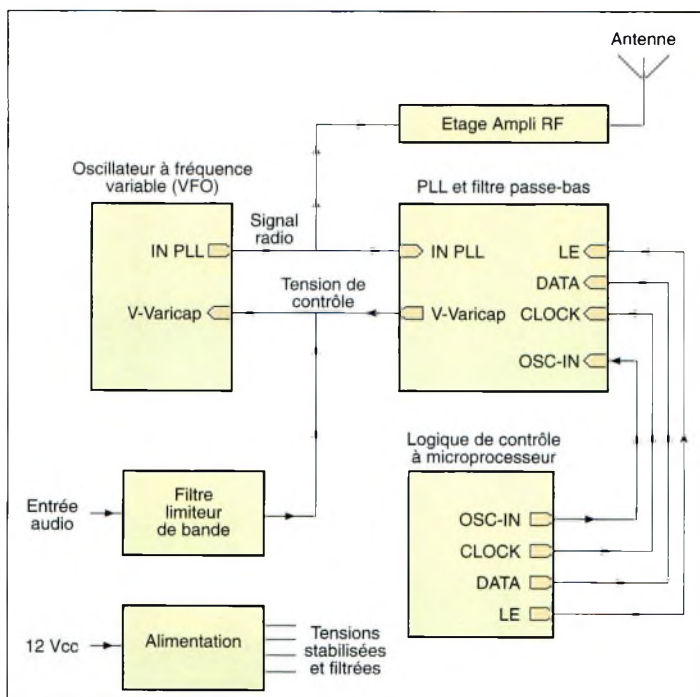 Antenne
Etage Ampli RF
Oscillateur à fréquence
variable (VFO)
PLL et filtre passe-bas
Signal
radio
IN PLL
IN PLL
LE
DATA
Tension de
contrôle
V-Varicap
V-Varicap
CLOCK
OSC-IN
Logique de contrôle
à microprocesseur
Entrée
audio
Filtre
limiteur
de bande
OSC-IN
CLOCK
DATA
LE
12 Vcc
Alimentation
Tensions
stabilisées
et filtrées